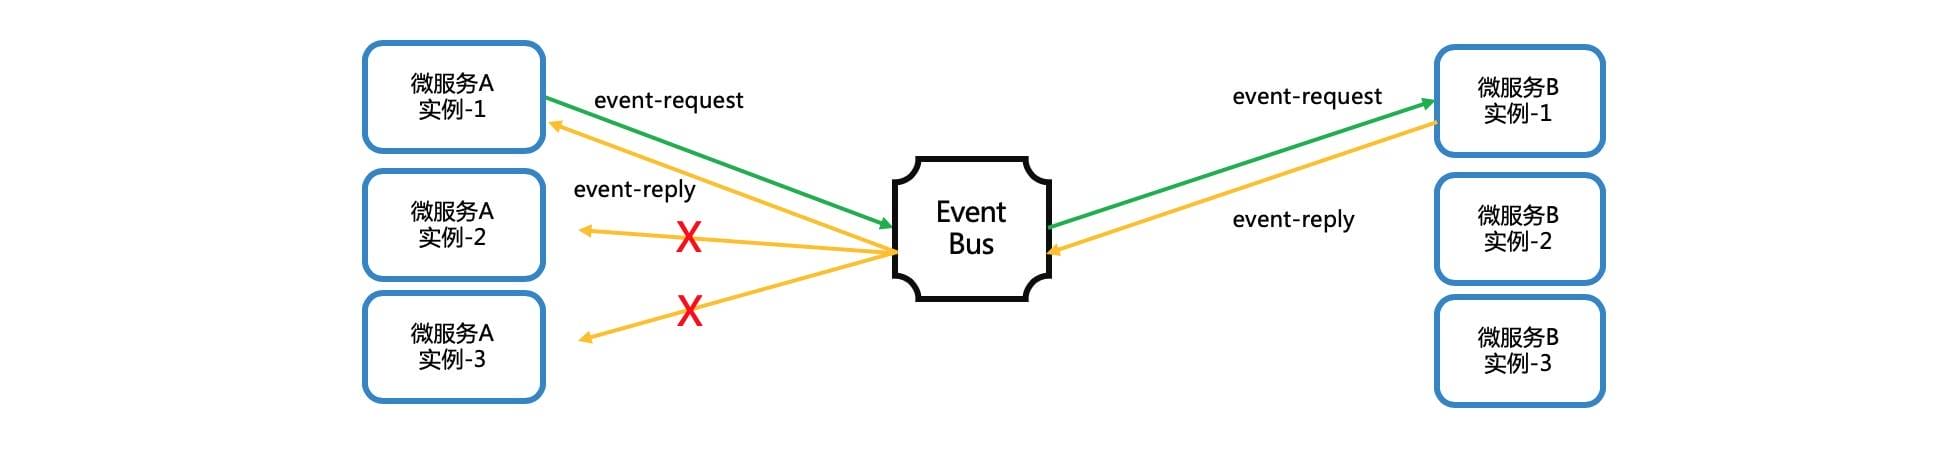 微服务A
实例-1
event-request
event-reply
微服务A
实例-2
X
微服务A
实例-3
X
Event
Bus
event-request
event-reply
微服务B
实例-1
微服务B
实例-2
微服务B
实例-3